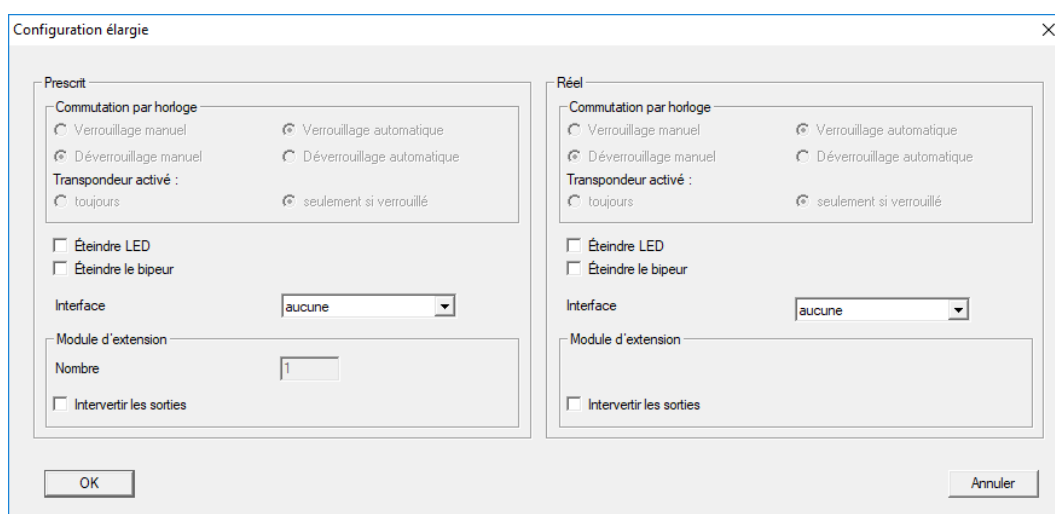 Configuration élargie
Prescrit
Commutation par horloge
Verrouillage manuel Verrouillage automatique
Déverrouillage manuel Déverrouillage automatique
Transpondeur activé :
toujours seulement si verrouillé
Éteindre LED
Éteindre le bipeur
Interface aucune
Module d'extension
Nombre 1
Intervertir les sorties
Réel
Commutation par horloge
Verrouillage manuel Verrouillage automatique
Déverrouillage manuel Déverrouillage automatique
Transpondeur activé :
toujours seulement si verrouillé
Éteindre LED
Éteindre le bipeur
Interface aucune
Module d'extension
Intervertir les sorties
OK Annuler